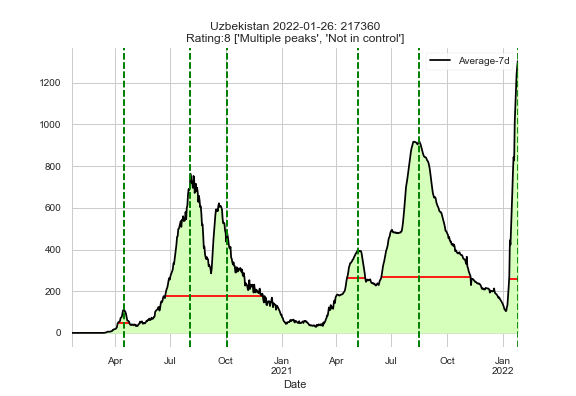 Uzbekistan 2022-01-26: 217360
Rating:8 ['Multiple peaks', 'Not in control']
Average-7d
1200
1000
800
600
400
200
0
Apr Jul Oct Jan Apr Jul Oct Jan
2021 2022
Date